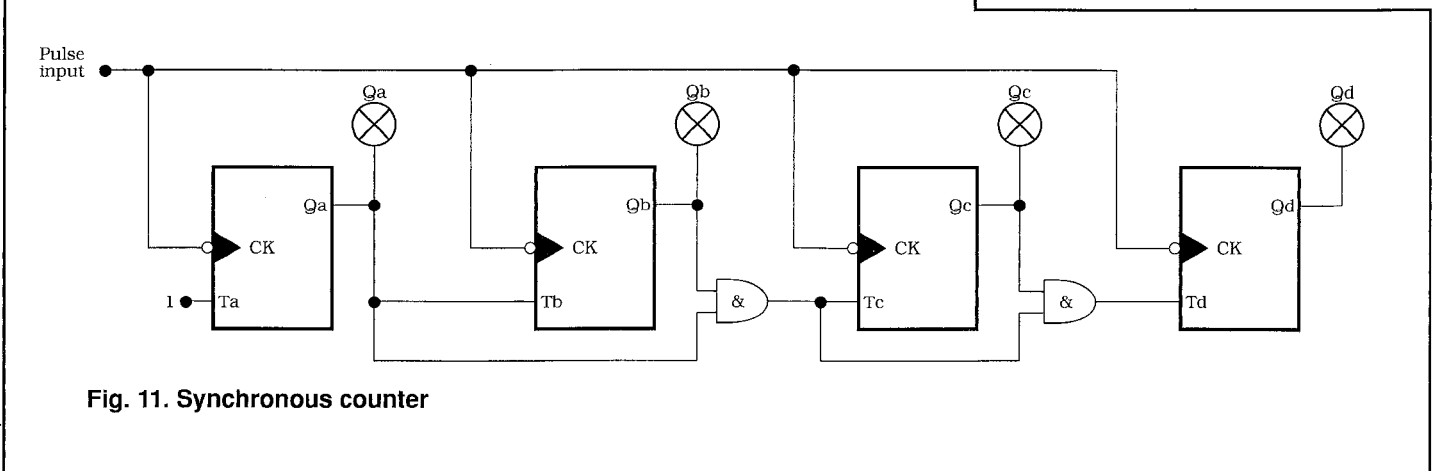 Pulse
input
Qa
Qb
Qc
Qd
Qa
Qb
Qc
Qd
CK
CK
CK
CK
1
Ta
Tb
&
Tc
&
Td
Fig. 11. Synchronous counter